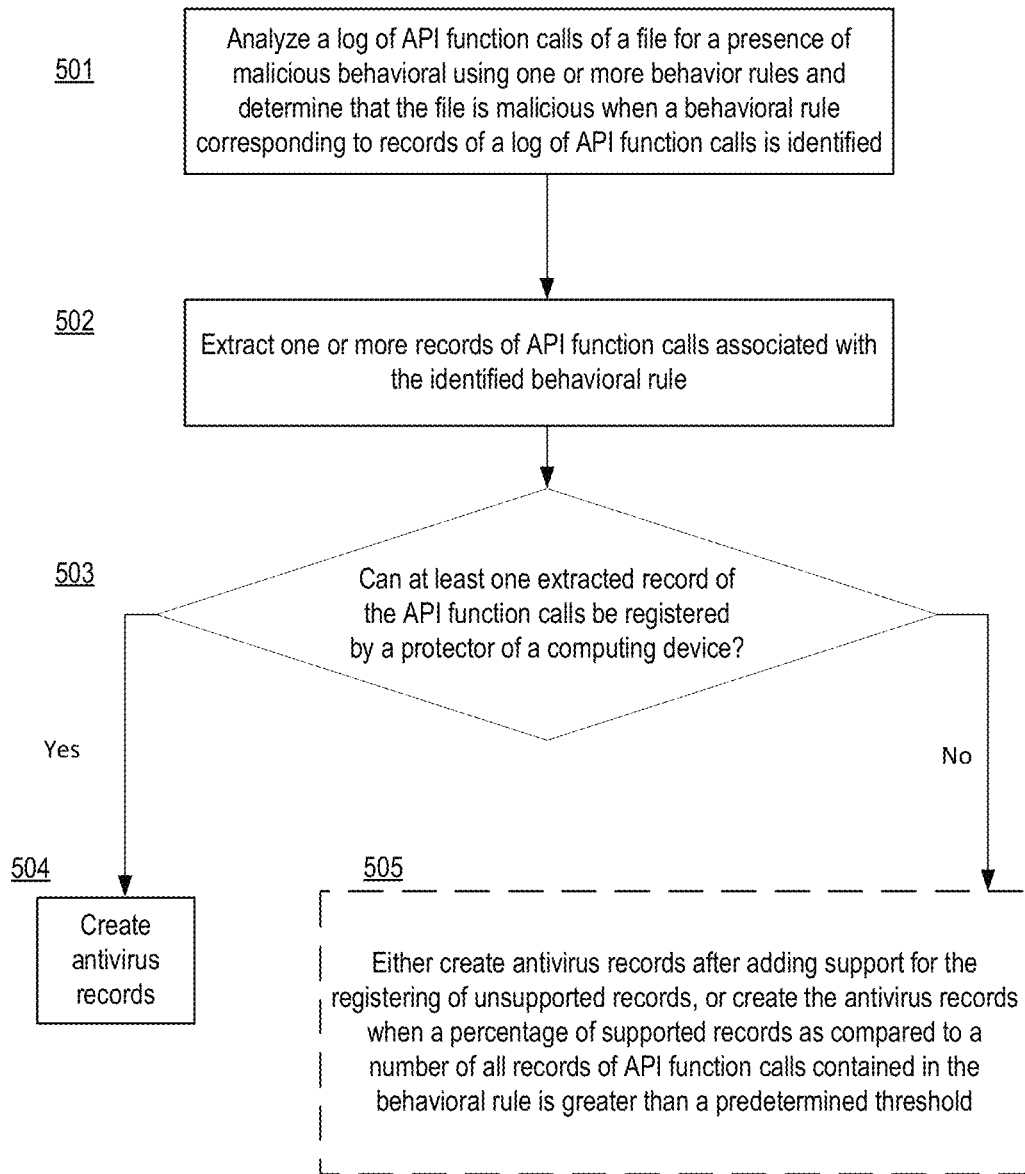 501
Analyze a log of API function calls of a file for a presence of
malicious behavioral using one or more behavior rules and
determine that the file is malicious when a behavioral rule
corresponding to records of a log of API function calls is identified
502
Extract one or more records of API function calls associated with
the identified behavioral rule
503
Can at least one extracted record of
the API function calls be registered
by a protector of a computing device?
Yes
No
504
Create
antivirus
records
505
Either create antivirus records after adding support for the
registering of unsupported records, or create the antivirus records
when a percentage of supported records as compared to a
number of all records of API function calls contained in the
behavioral rule is greater than a predetermined threshold